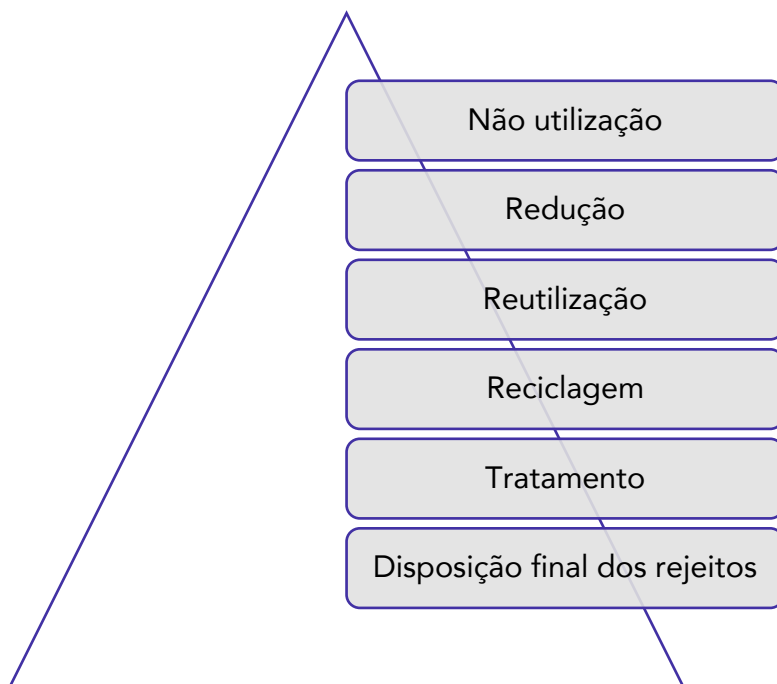 Não utilização
Redução
Reutilização
Reciclagem
Tratamento
Disposição final dos rejeitos